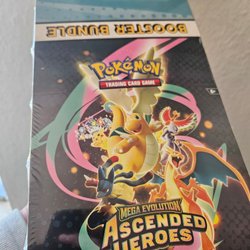 BOOSTER BUNDLE
Pokémon
TRADING CARD GAME
MEGA EVOLUTION
ASCENDED
HEROES